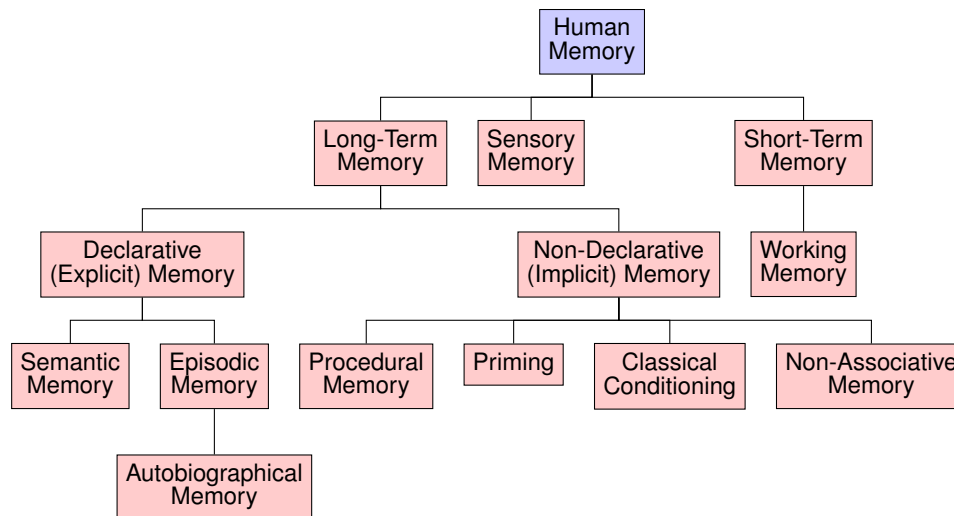 Human
Memory
Long-Term
Memory
Sensory
Memory
Short-Term
Memory
Declarative
(Explicit) Memory
Non-Declarative
(Implicit) Memory
Working
Memory
Semantic
Memory
Episodic
Memory
Procedural
Memory
Priming
Classical
Conditioning
Non-Associative
Memory
Autobiographical
Memory